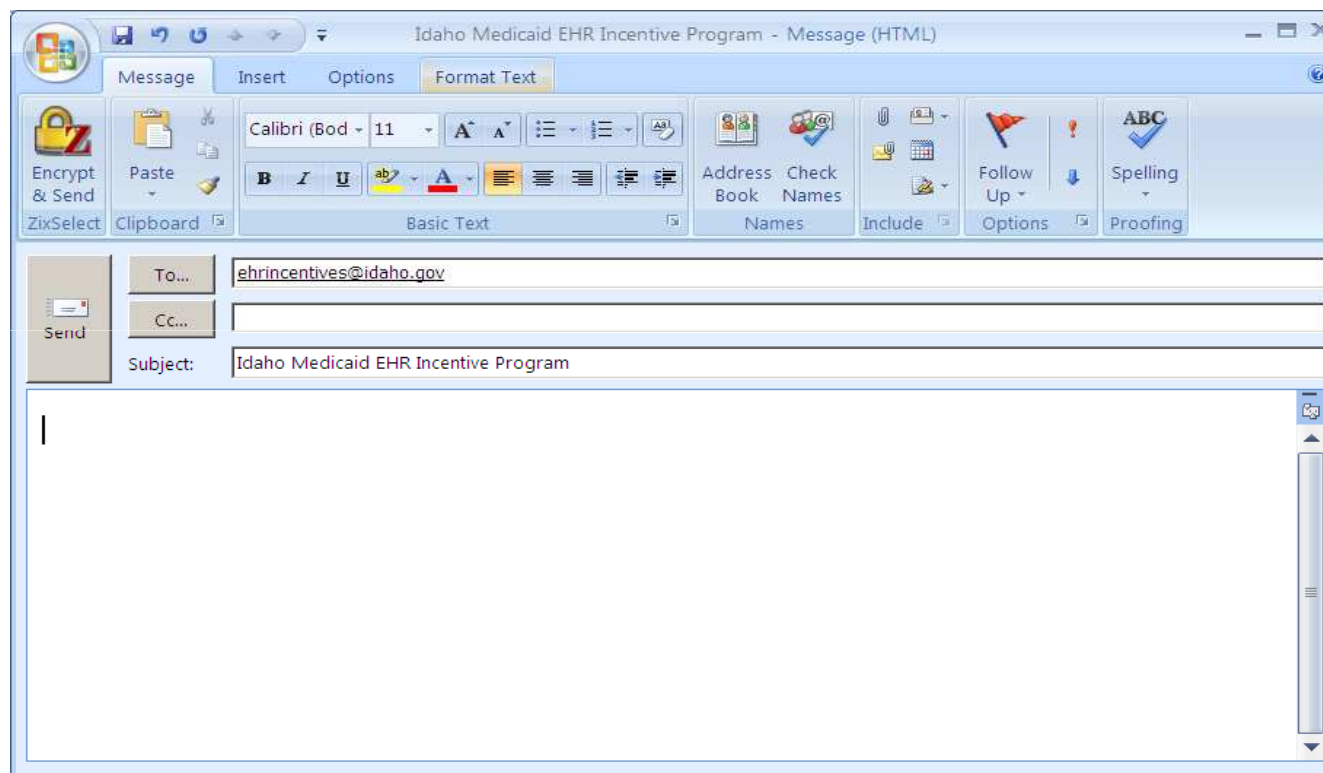 Idaho Medicaid EHR Incentive Program - Message (HTML)
Message Insert Options Format Text
Calibri (Bod 11 A A ABC
Encrypt & Send Paste B I U ab A Address Book Check Names Follow Up Spelling
ZixSelect Clipboard Basic Text Names Include Options Proofing
To... ehrincentives@idaho.gov
Cc...
Send
Subject: Idaho Medicaid EHR Incentive Program